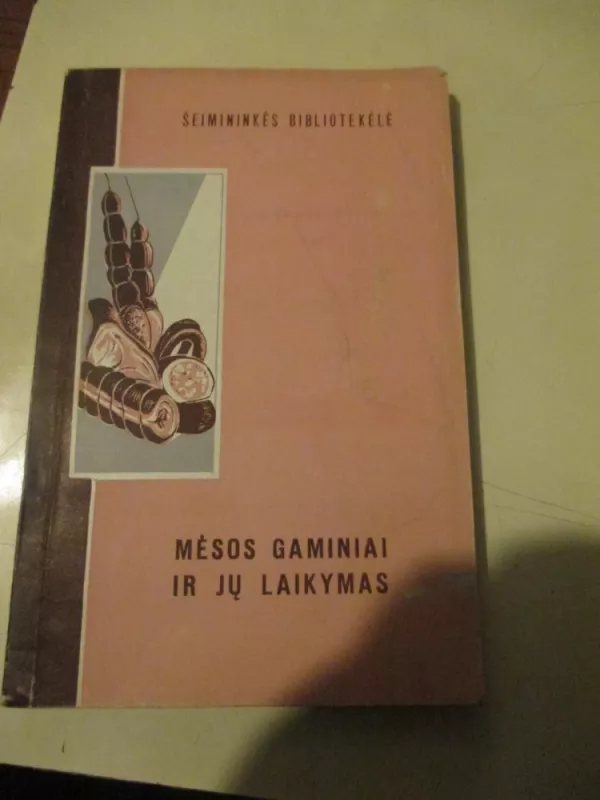 ŠEIMININKĖS BIBLIOTEKĖLĖ
MĖSOS GAMINIAI
IR JŲ LAIKYMAS